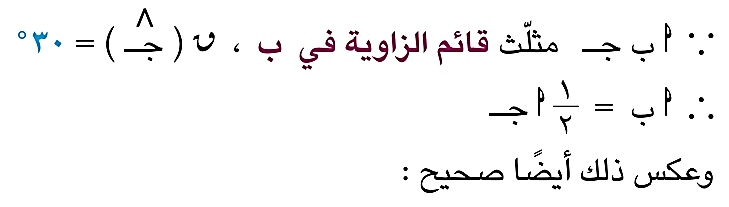 ∵ أ ب جـ مثلّث قائم الزاوية في ب ، ں ( جـ^ ) = ٣٠°
∴ أ ب = ١/٢ أ جـ
وعكس ذلك أيضًا صحيح :